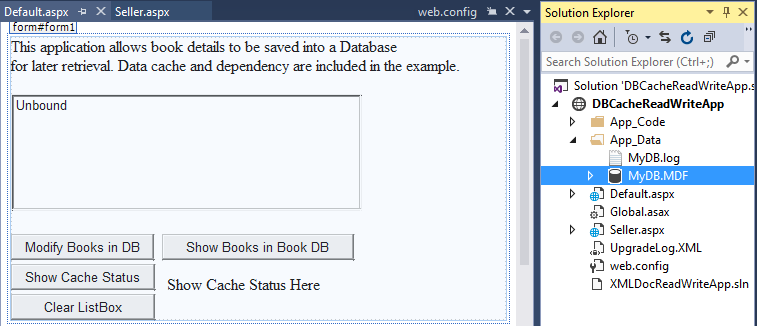 Default.aspx Seller.aspx web.config
form#form1
This application allows book details to be saved into a Database
for later retrieval. Data cache and dependency are included in the example.
Unbound
Modify Books in DB Show Books in Book DB
Show Cache Status Show Cache Status Here
Clear ListBox
Solution Explorer
Search Solution Explorer (Ctrl+;)
Solution 'DBCacheReadWriteApp.s
DBCacheReadWriteApp
App_Code
App_Data
MyDB.log
MyDB.MDF
Default.aspx
Global.asax
Seller.aspx
UpgradeLog.XML
web.config
XMLDocReadWriteApp.sln